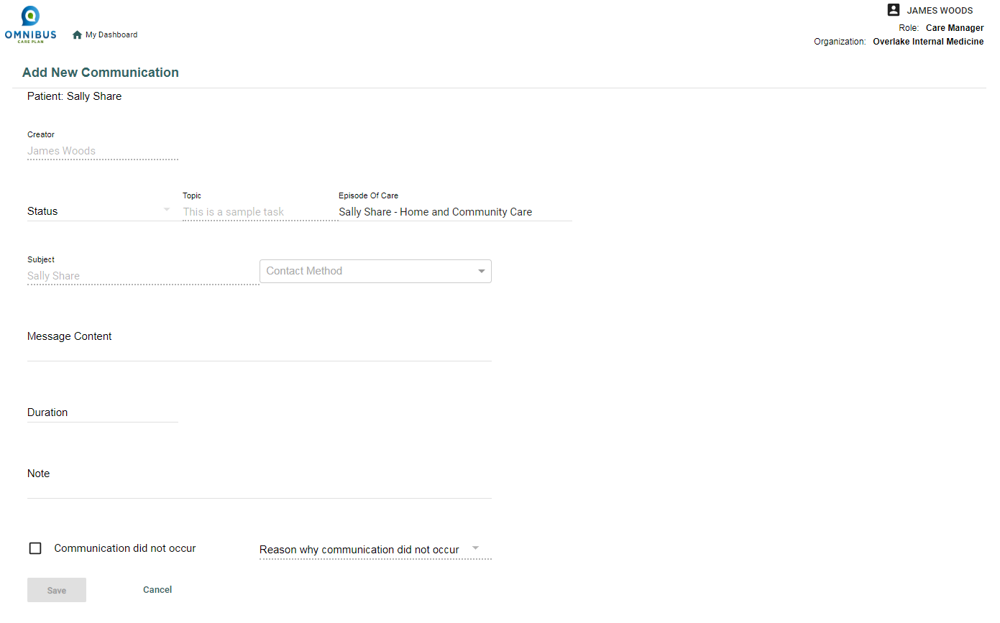 OMNIBUS
CARE PLAN
My Dashboard
JAMES WOODS
Role: Care Manager
Organization: Overlake Internal Medicine
Add New Communication
Patient: Sally Share
Creator
James Woods
Status
Topic
This is a sample task
Episode Of Care
Sally Share - Home and Community Care
Subject
Sally Share
Contact Method
Message Content
Duration
Note
Communication did not occur
Reason why communication did not occur
Save
Cancel